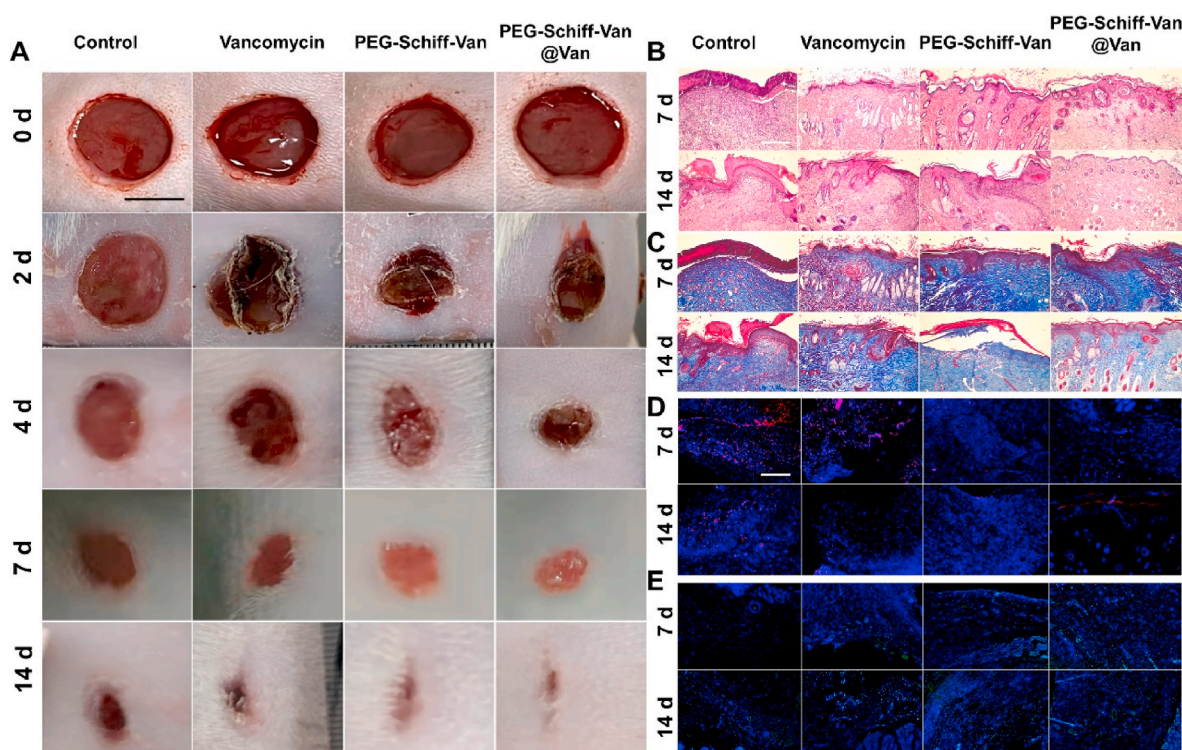 A
Control
Vancomycin
PEG-Schiff-Van
PEG-Schiff-Van
@Van
0 d
2 d
4 d
7 d
14 d
Control
Vancomycin
PEG-Schiff-Van
PEG-Schiff-Van
@Van
B
7 d
14 d
C
7 d
14 d
D
7 d
14 d
E
7 d
14 d